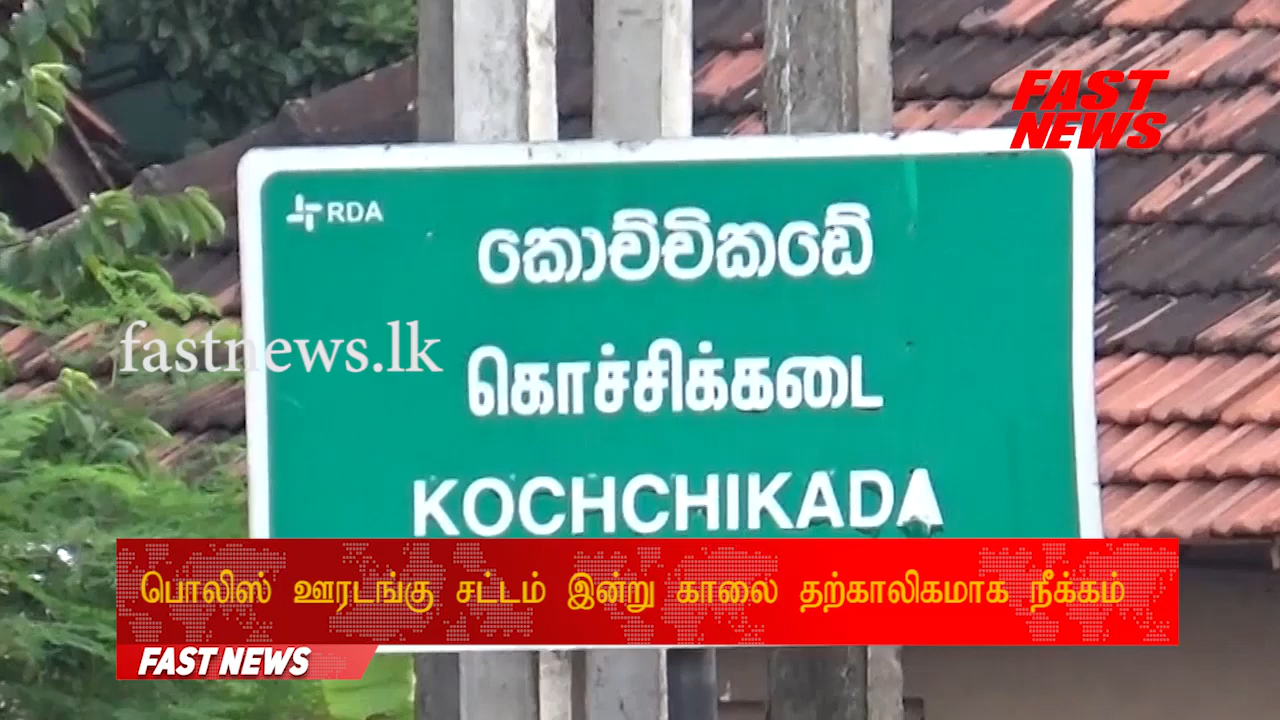 FAST
NEWS
RDA
කොච්චිකඩේ
கொச்சிக்கடை
KOCHCHIKADA
fastnews.lk
பொலிஸ் ஊரடங்கு சட்டம் இன்று காலை தற்காலிகமாக நீக்கம்
FAST NEWS